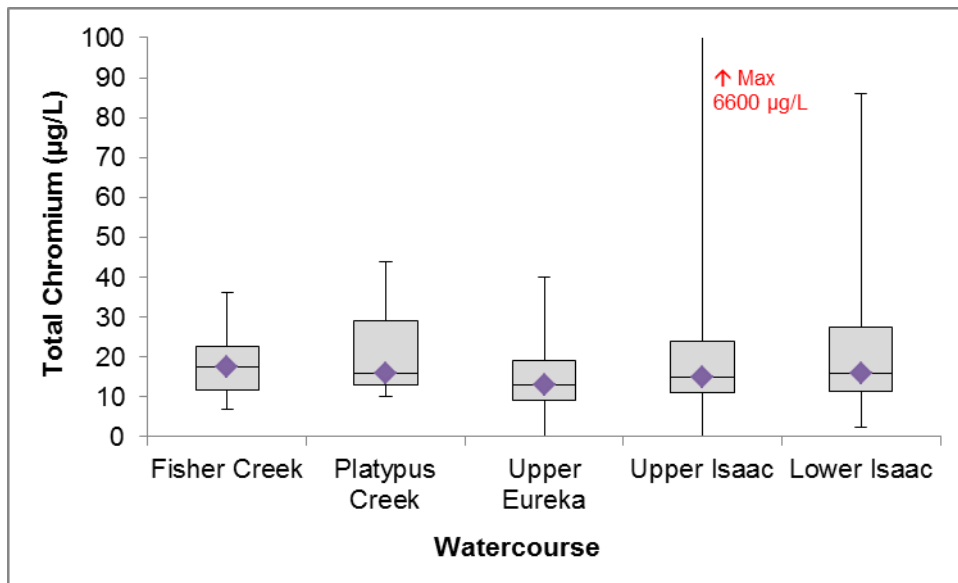 Total Chromium (µg/L)
100
90
80
70
60
50
40
30
20
10
0
↑ Max
6600 µg/L
Fisher Creek
Platypus
Creek
Upper
Eureka
Upper Isaac
Lower Isaac
Watercourse